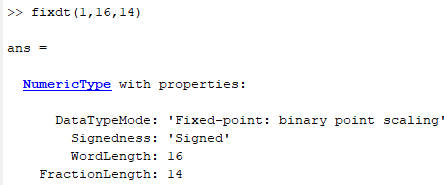 >> fixdt(1,16,14)
ans =
NumericType with properties:
DataTypeMode: 'Fixed-point: binary point scaling'
Signedness: 'Signed'
WordLength: 16
FractionLength: 14